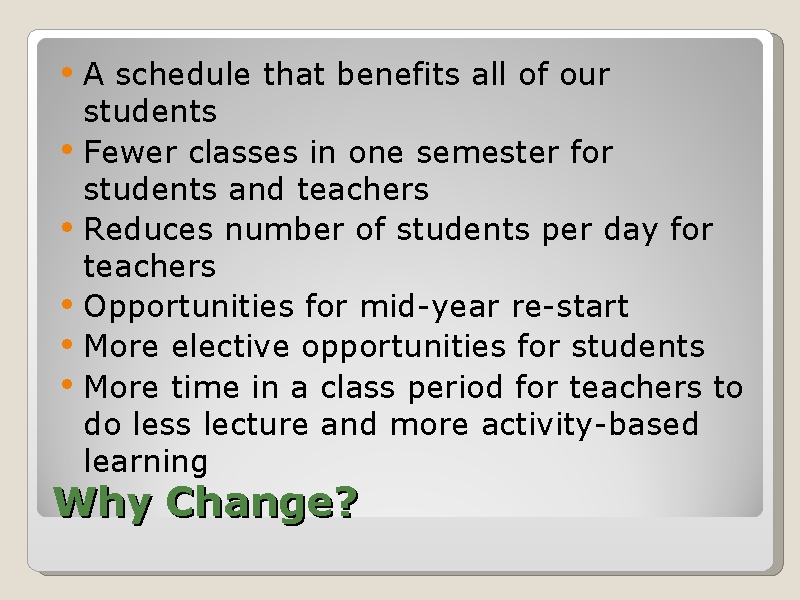 A schedule that benefits all of our
students
Fewer classes in one semester for
students and teachers
Reduces number of students per day for
teachers
Opportunities for mid-year re-start
More elective opportunities for students
More time in a class period for teachers to
do less lecture and more activity-based
learning
Why Change?